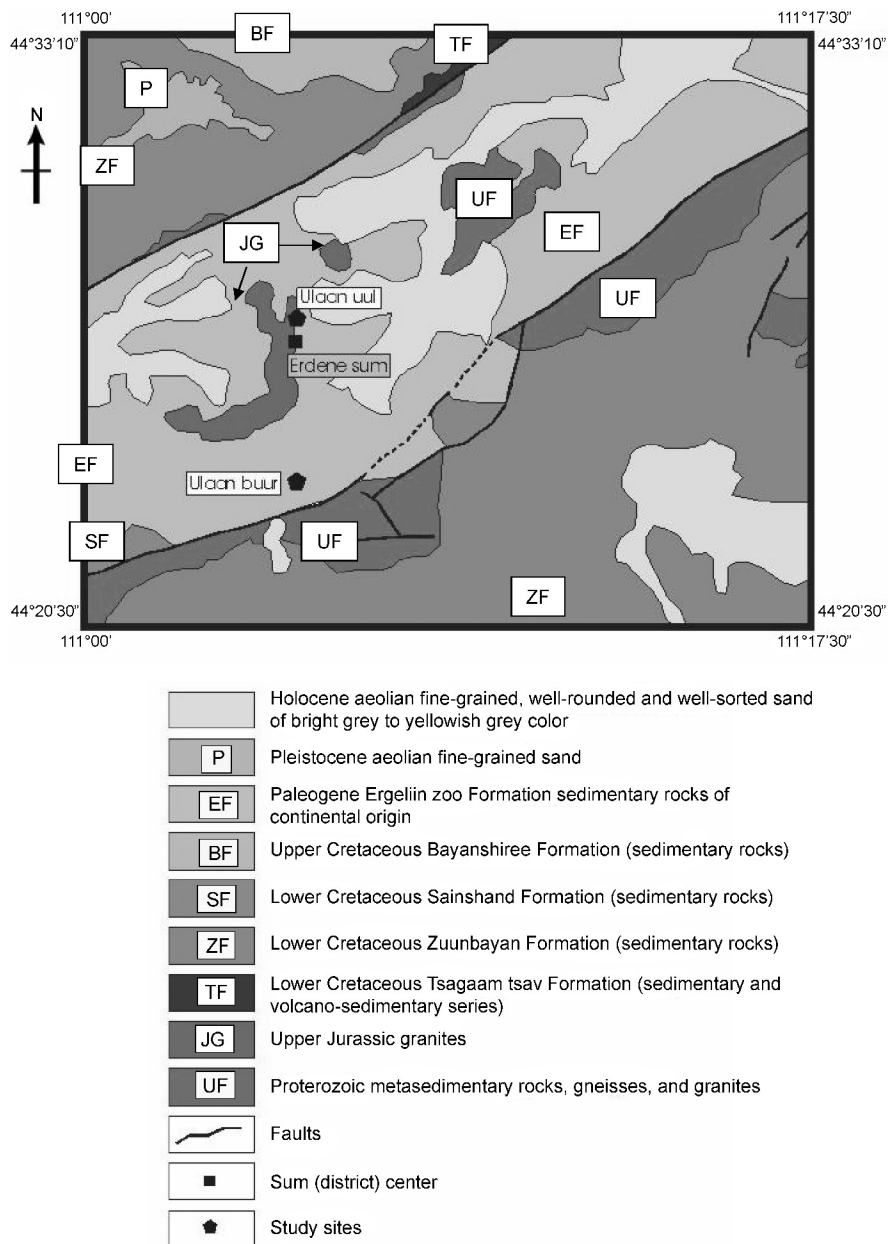 111°00’
111°17’30”
44°33’10”
BF
TF
44°33’10”
P
N
ZF
UF
JG
EF
UF
Ulaan uul
Erdene sum
EF
Ulaan buur
SF
UF
ZF
44°20’30”
44°20’30”
111°00’
111°17’30”
Holocene aeolian fine-grained, well-rounded and well-sorted sand
of bright grey to yellowish grey color
P Pleistocene aeolian fine-grained sand
EF Paleogene Ergeliin zoo Formation sedimentary rocks of
continental origin
BF Upper Cretaceous Bayanshiree Formation (sedimentary rocks)
SF Lower Cretaceous Sainshand Formation (sedimentary rocks)
ZF Lower Cretaceous Zuunbayan Formation (sedimentary rocks)
TF Lower Cretaceous Tsagaam tsav Formation (sedimentary and
volcano-sedimentary series)
JG Upper Jurassic granites
UF Proterozoic metasedimentary rocks, gneisses, and granites
Faults
Sum (district) center
Study sites